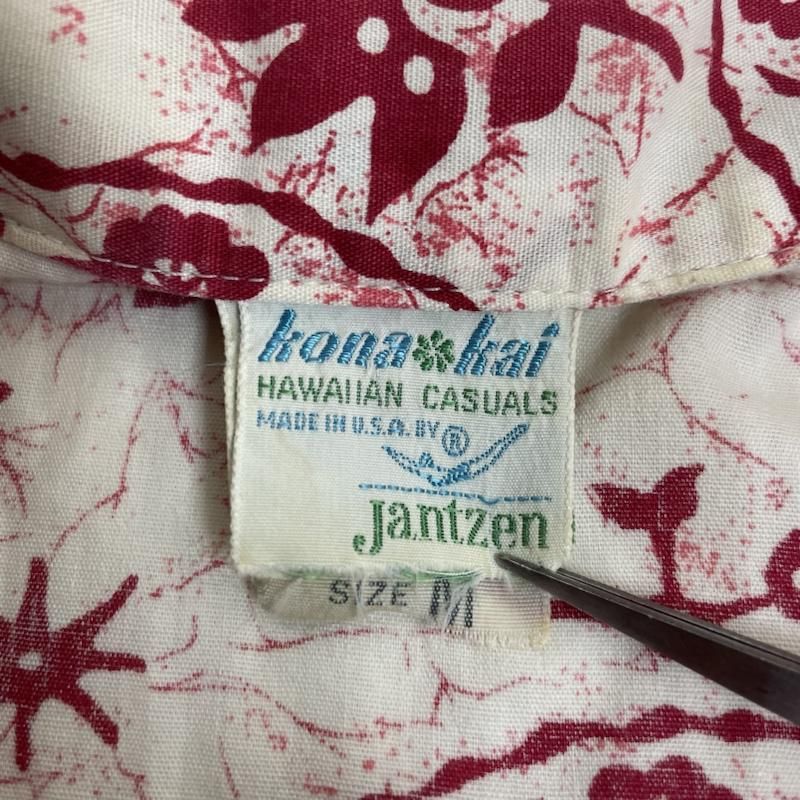 kona kai
HAWAIIAN CASUALS
MADE IN U.S.A. BY ®
Jantzen
SIZE M